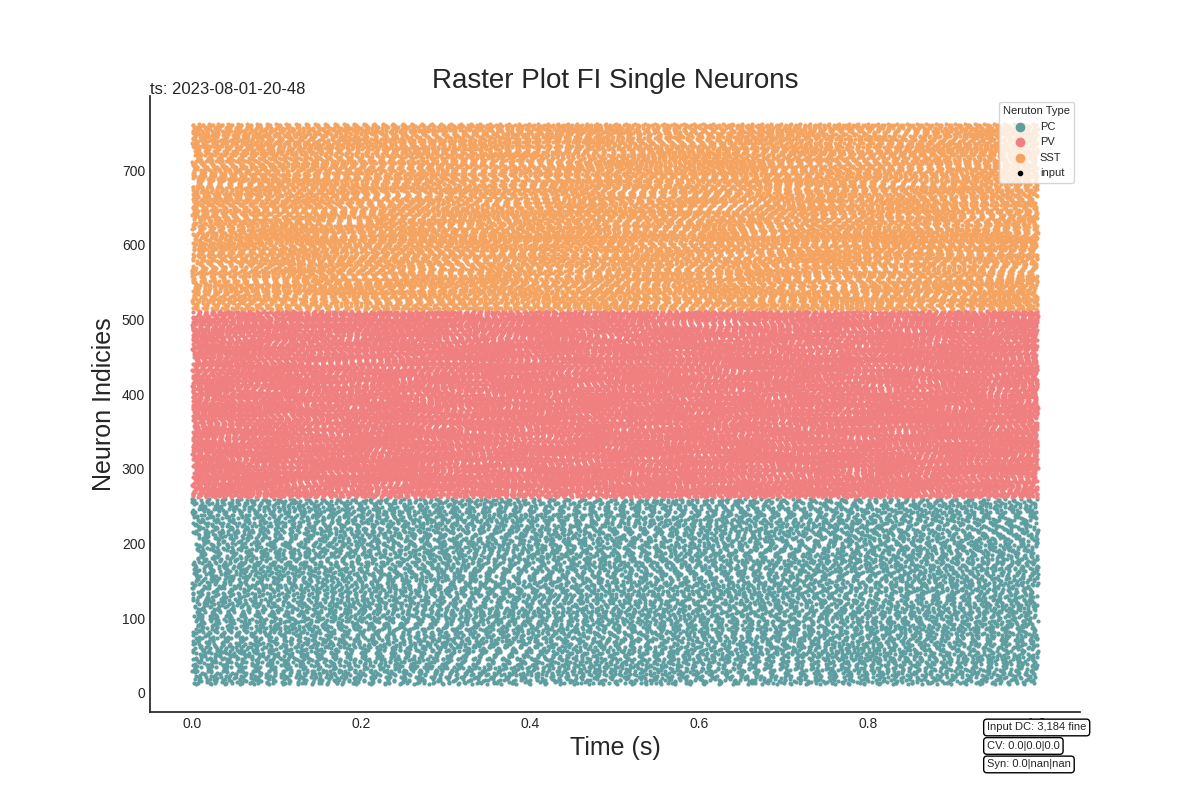 Raster Plot FI Single Neurons
ts: 2023-08-01-20-48
Neruton Type
PC
PV
SST
input
Neuron Indicies
700
600
500
400
300
200
100
0
0.0 0.2 0.4 0.6 0.8
Time (s)
Input DC: 3,184 fine
CV: 0.0|0.0|0.0
Syn: 0.0|nan|nan